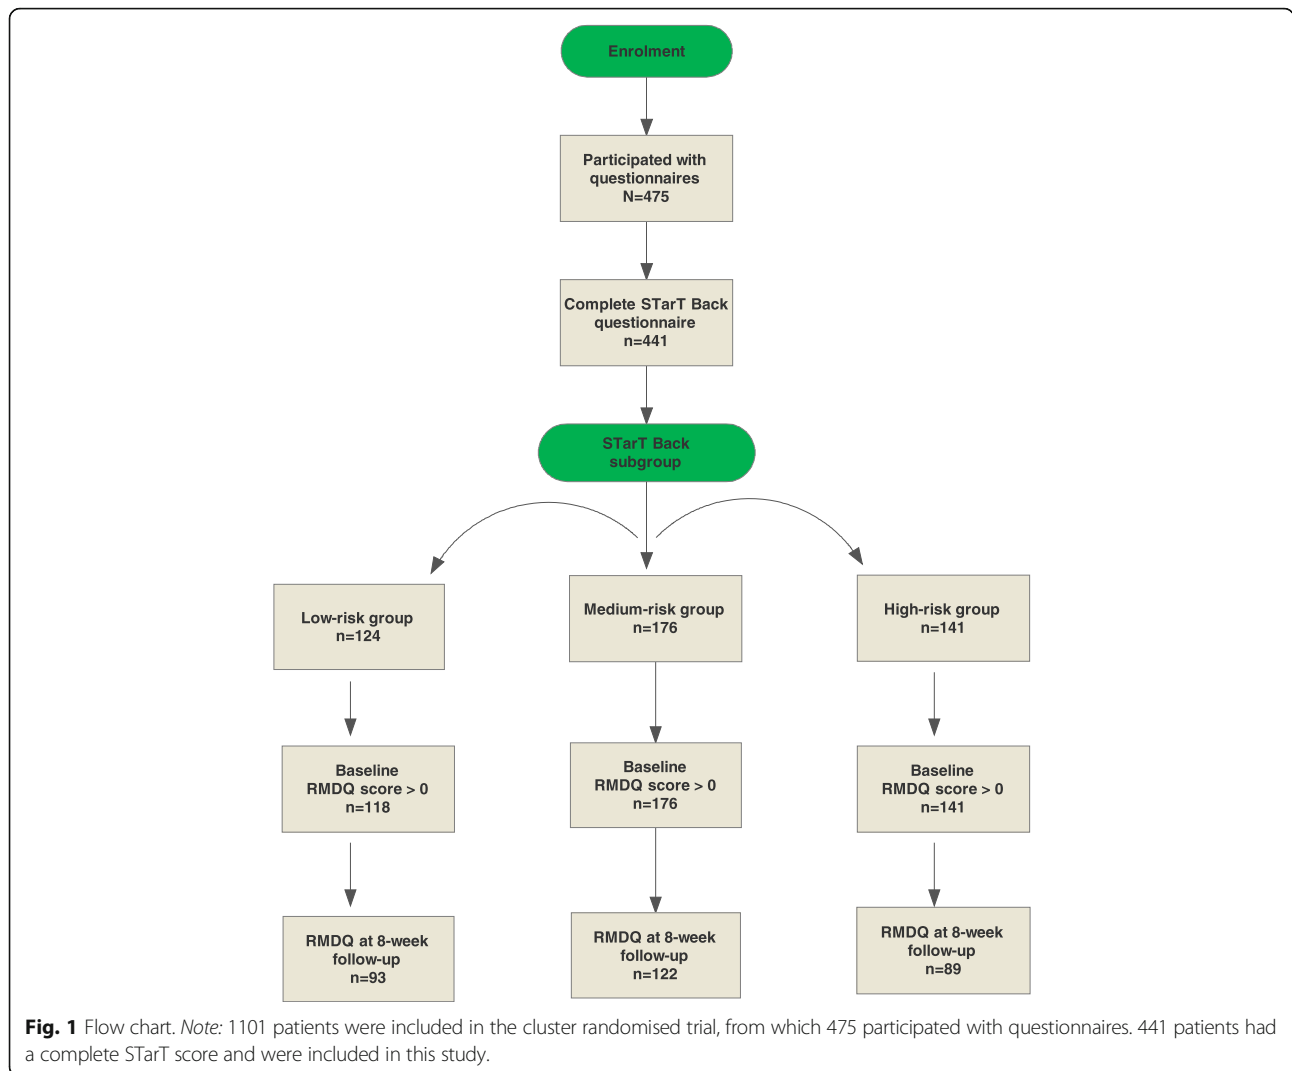 Enrolment
Participated with
questionnaires
N=475
Complete STarT Back
questionnaire
n=441
STarT Back
subgroup
Low-risk group
n=124
Medium-risk group
n=176
High-risk group
n=141
Baseline
RMDQ score > 0
n=118
Baseline
RMDQ score > 0
n=176
Baseline
RMDQ score > 0
n=141
RMDQ at 8-week
follow-up
n=93
RMDQ at 8-week
follow-up
n=122
RMDQ at 8-week
follow-up
n=89
Fig. 1 Flow chart. Note: 1101 patients were included in the cluster randomised trial, from which 475 participated with questionnaires. 441 patients had
a complete STarT score and were included in this study.